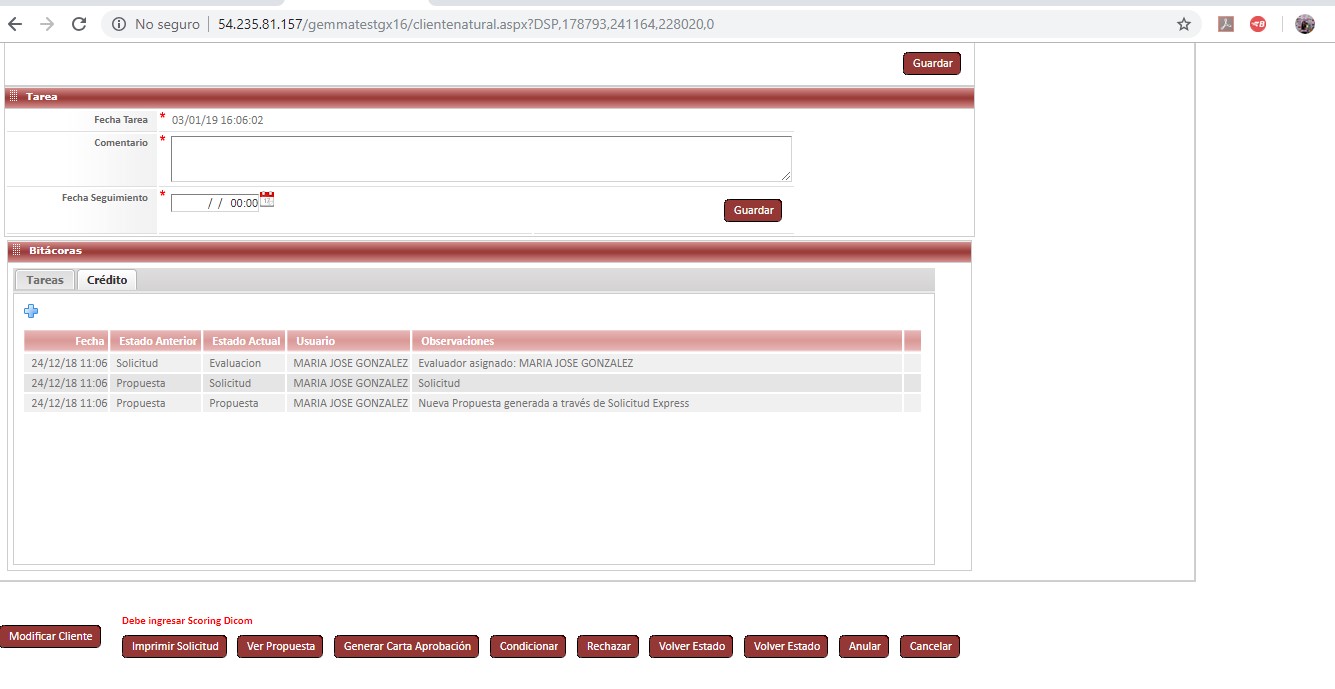 No seguro | 54.235.81.157/gemmatestgx16/clientenatural.aspx?DSP,178793,241164,228020,0
Guardar
Tarea
Fecha Tarea * 03/01/19 16:06:02
Comentario *
Fecha Seguimiento * / / 00:00
Guardar
Bitácoras
Tareas Crédito
Fecha Estado Anterior Estado Actual Usuario Observaciones
24/12/18 11:06 Solicitud Evaluacion MARIA JOSE GONZALEZ Evaluador asignado: MARIA JOSE GONZALEZ
24/12/18 11:06 Propuesta Solicitud MARIA JOSE GONZALEZ Solicitud
24/12/18 11:06 Propuesta Propuesta MARIA JOSE GONZALEZ Nueva Propuesta generada a través de Solicitud Express
Debe ingresar Scoring Dicom
Modificar Cliente Imprimir Solicitud Ver Propuesta Generar Carta Aprobación Condicionar Rechazar Volver Estado Volver Estado Anular Cancelar